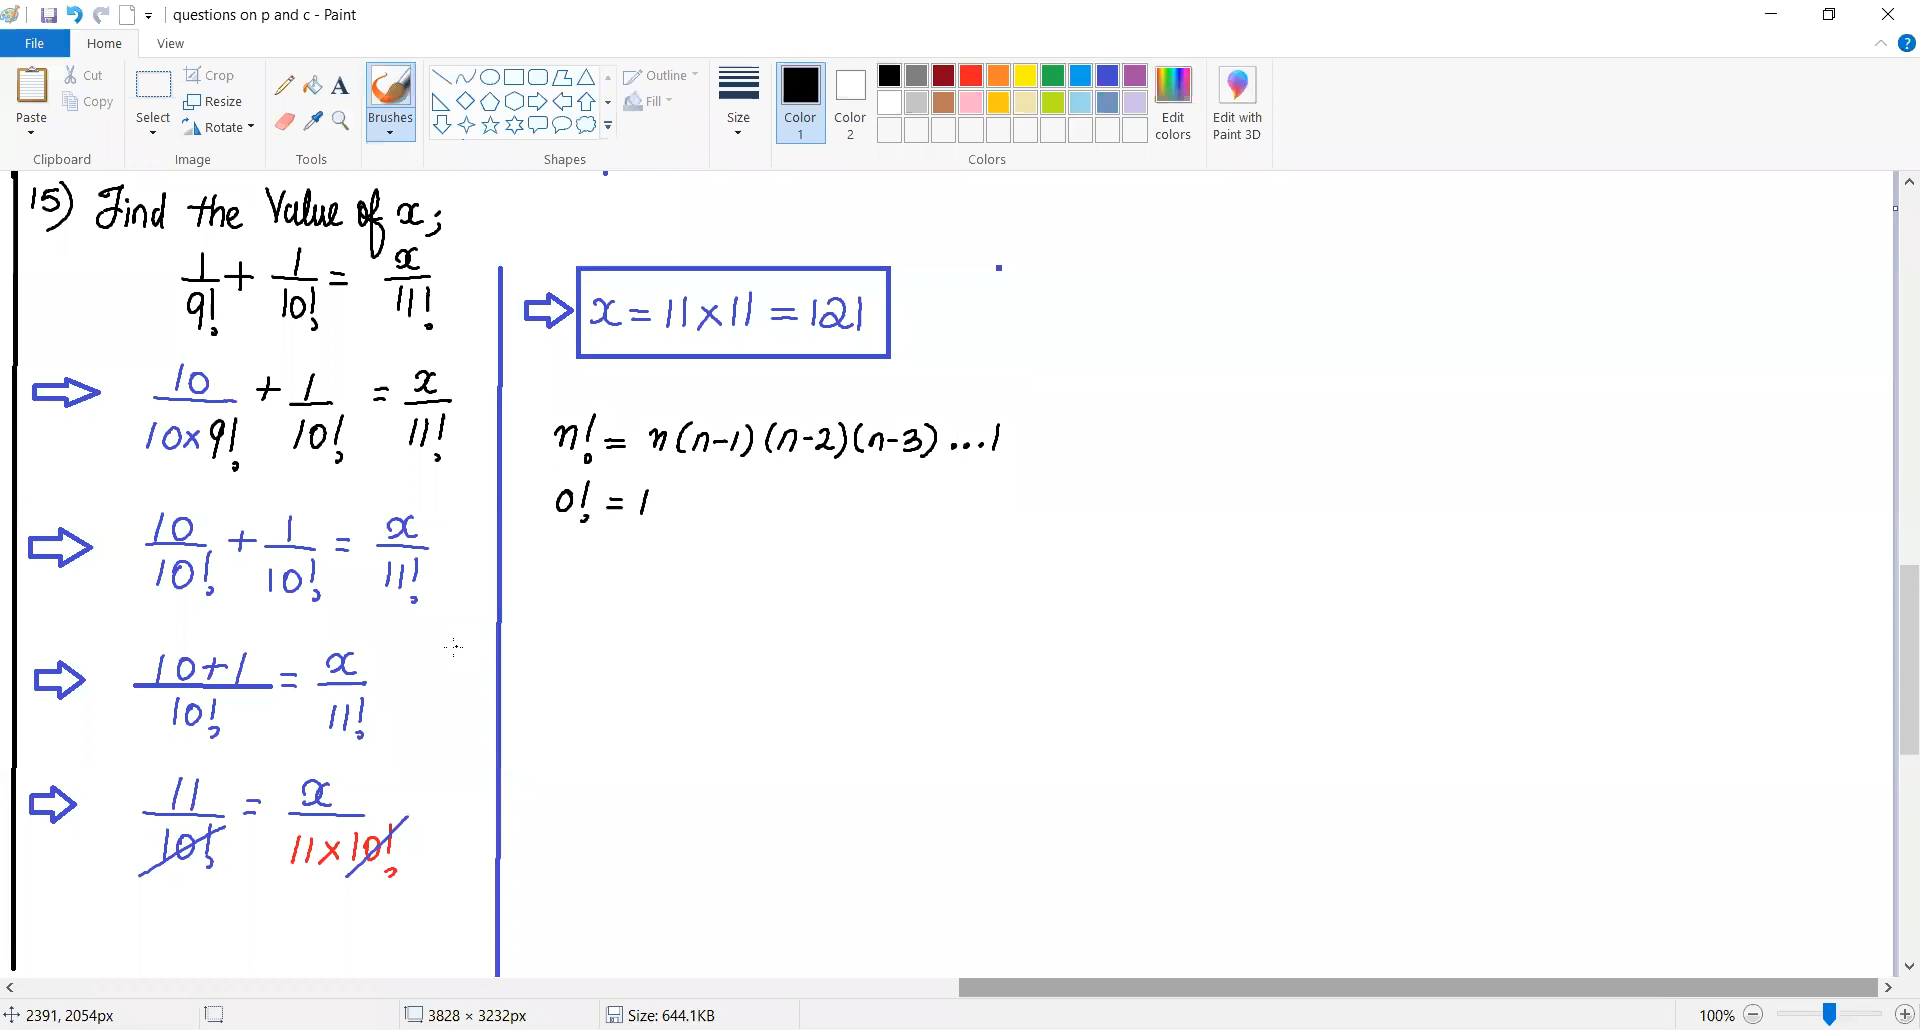 questions on p and c - Paint
File Home View
Paste Cut Copy Clipboard
Select Crop Resize Rotate Image
Tools
Brushes
Outline Fill Shapes
Size
Color 1 Color 2 Edit colors Colors
Edit with Paint 3D
15) Find the Value of x;
1/9! + 1/10! = x/11!
⇒ 10/10×9! + 1/10! = x/11!
⇒ 10/10! + 1/10! = x/11!
⇒ 10+1/10! = x/11!
⇒ 11/10! = x/11×10!
⇒ x = 11×11 = 121
n! = n(n-1)(n-2)(n-3)...1
0! = 1
2391, 2054px 3828 × 3232px Size: 644.1KB 100%